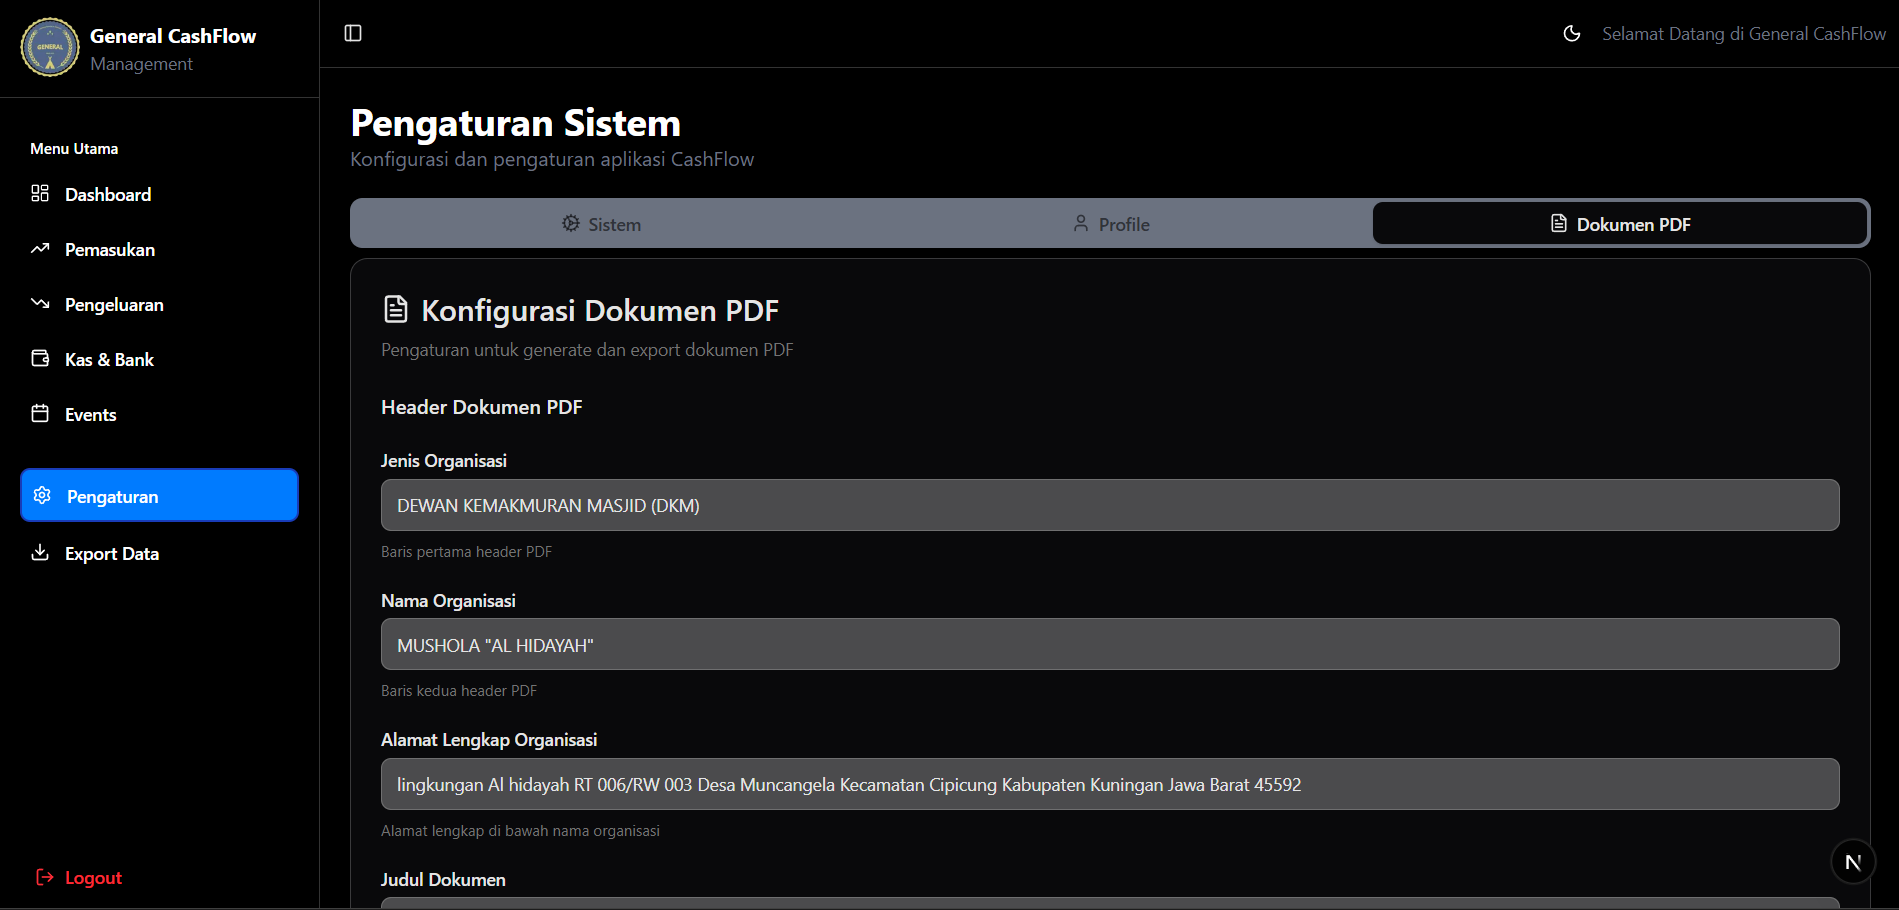 GENERAL
General CashFlow
Management
Selamat Datang di General CashFlow
Menu Utama
Dashboard
Pemasukan
Pengeluaran
Kas & Bank
Events
Pengaturan
Export Data
Logout
Pengaturan Sistem
Konfigurasi dan pengaturan aplikasi CashFlow
Sistem
Profile
Dokumen PDF
Konfigurasi Dokumen PDF
Pengaturan untuk generate dan export dokumen PDF
Header Dokumen PDF
Jenis Organisasi
DEWAN KEMAKMURAN MASJID (DKM)
Baris pertama header PDF
Nama Organisasi
MUSHOLA "AL HIDAYAH"
Baris kedua header PDF
Alamat Lengkap Organisasi
lingkungan Al hidayah RT 006/RW 003 Desa Muncangela Kecamatan Cipicung Kabupaten Kuningan Jawa Barat 45592
Alamat lengkap di bawah nama organisasi
Judul Dokumen
N